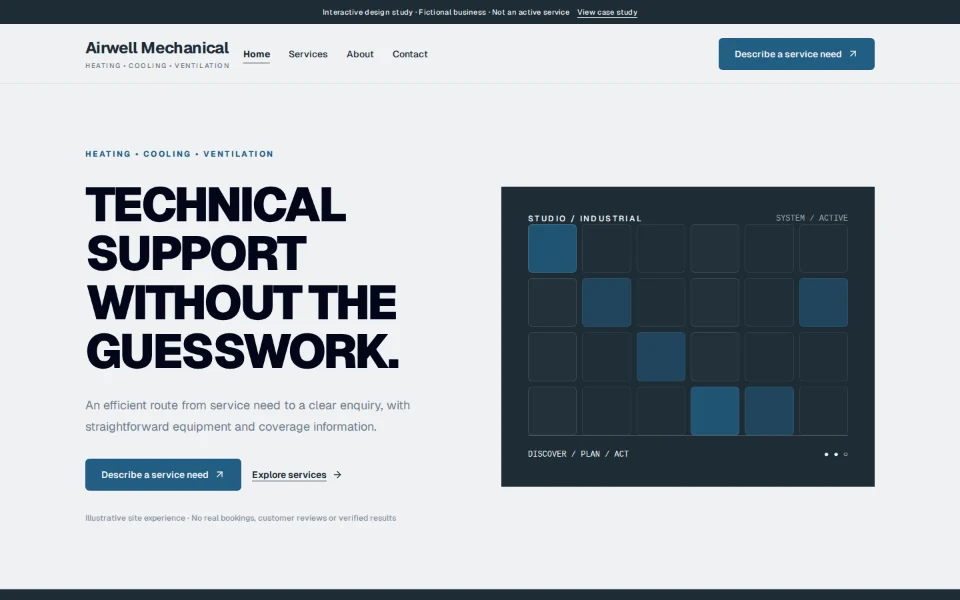 Interactive design study · Fictional business · Not an active service View case study
Airwell Mechanical
HEATING • COOLING • VENTILATION
Home Services About Contact
Describe a service need
HEATING • COOLING • VENTILATION
TECHNICAL
SUPPORT
WITHOUT THE
GUESSWORK.
An efficient route from service need to a clear enquiry, with
straightforward equipment and coverage information.
Describe a service need
Explore services
Illustrative site experience · No real bookings, customer reviews or verified results
STUDIO / INDUSTRIAL
SYSTEM / ACTIVE
DISCOVER / PLAN / ACT